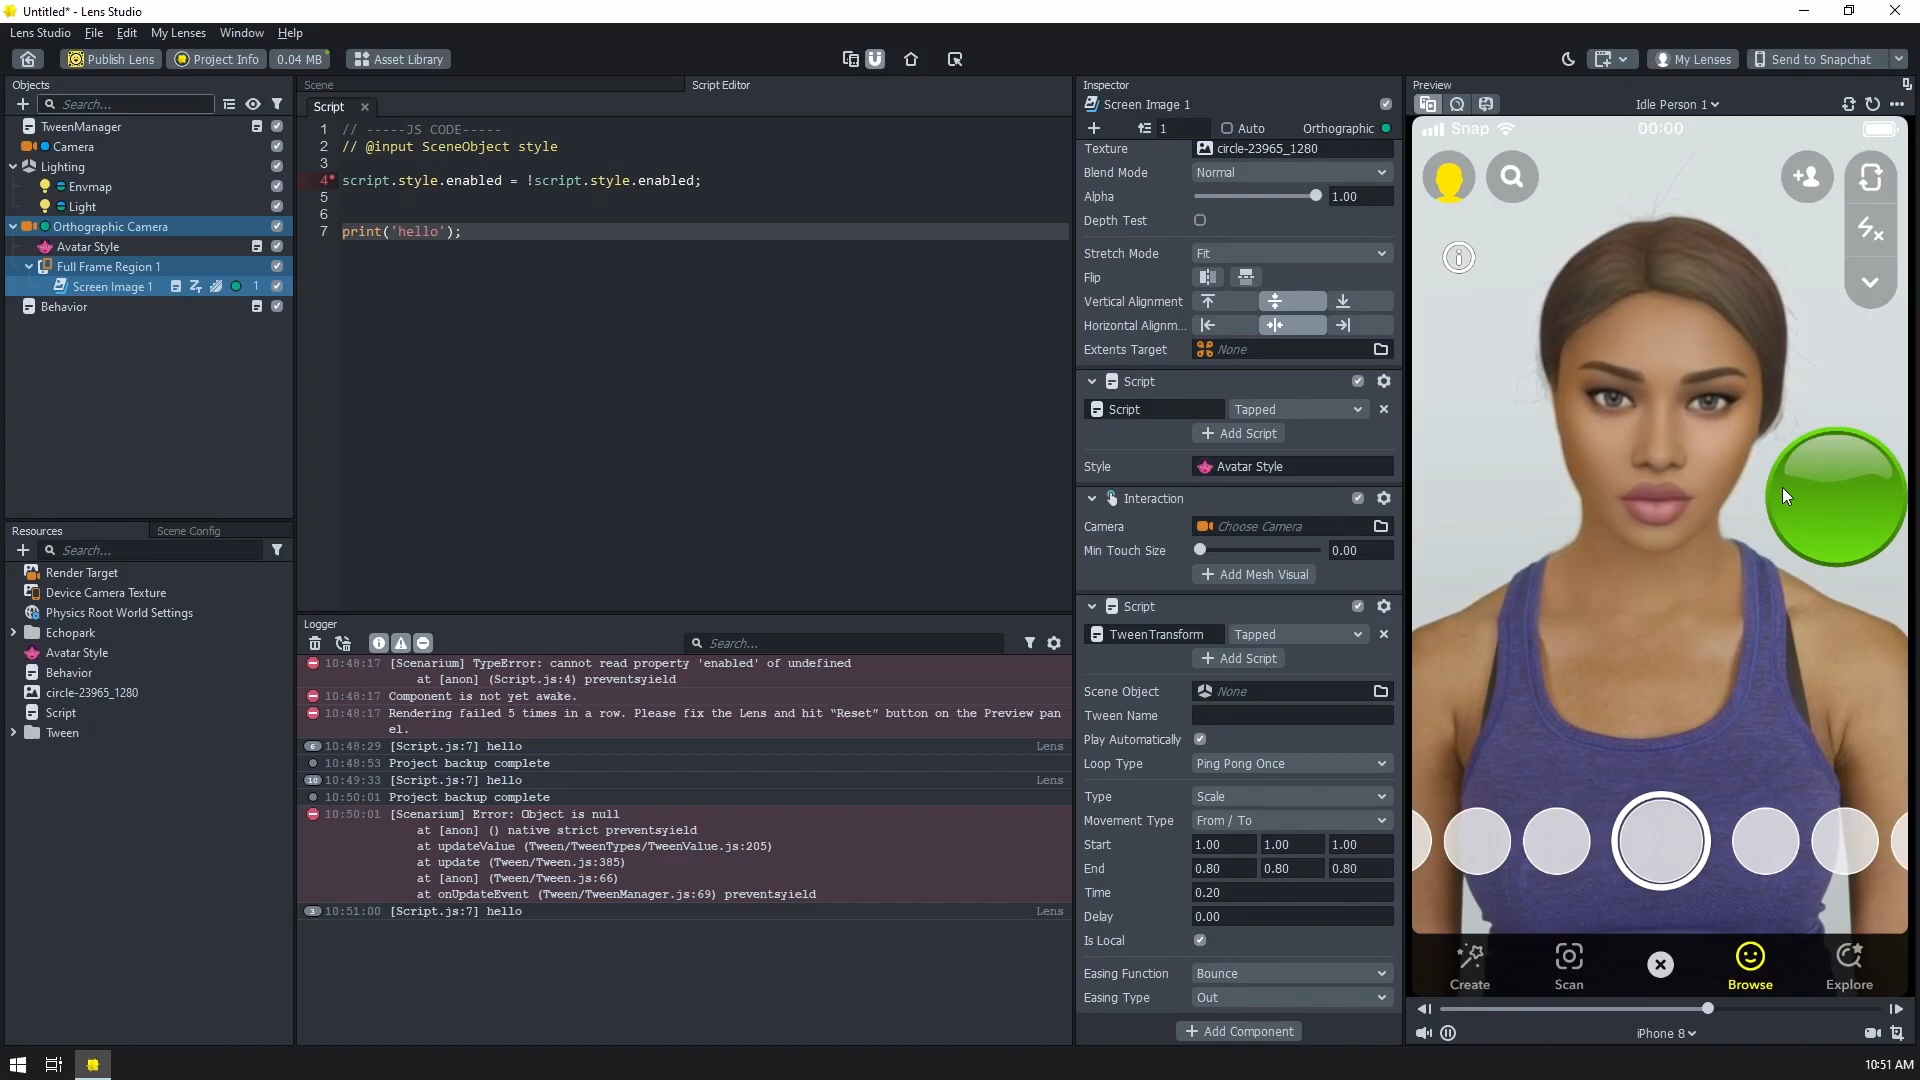 Untitled* - Lens Studio
Lens Studio File Edit My Lenses Window Help
Publish Lens Project Info 0.04 MB Asset Library My Lenses Send to Snapchat
Objects
Search...
TweenManager
Camera
Lighting
Envmap
Light
Orthographic Camera
Avatar Style
Full Frame Region 1
Screen Image 1 1
Behavior
Resources Scene Config
Search...
Render Target
Device Camera Texture
Physics Root World Settings
Echopark
Avatar Style
Behavior
circle-23965_1280
Script
Tween
Scene Script Editor
Script
1 // -----JS CODE-----
2 // @input SceneObject style
3
4 script.style.enabled = !script.style.enabled;
5
6
7 print('hello');
Logger
Search...
10:48:17 [Scenarium] TypeError: cannot read property 'enabled' of undefined
at [anon] (Script.js:4) preventsyield
10:48:17 Component is not yet awake.
10:48:17 Rendering failed 5 times in a row. Please fix the Lens and hit “Reset” button on the Preview pan
el.
6 10:48:29 [Script.js:7] hello Lens
10:48:53 Project backup complete
10 10:49:33 [Script.js:7] hello Lens
10:50:01 Project backup complete
10:50:01 [Scenarium] Error: Object is null
at [anon] () native strict preventsyield
at updateValue (Tween/TweenTypes/TweenValue.js:205)
at update (Tween/Tween.js:385)
at [anon] (Tween/Tween.js:66)
at onUpdateEvent (Tween/TweenManager.js:69) preventsyield
3 10:51:00 [Script.js:7] hello Lens
Inspector
Screen Image 1
1 Auto Orthographic
Texture circle-23965_1280
Blend Mode Normal
Alpha 1.00
Depth Test
Stretch Mode Fit
Flip
Vertical Alignment
Horizontal Alignm...
Extents Target None
Script
Script Tapped
Add Script
Style Avatar Style
Interaction
Camera Choose Camera
Min Touch Size 0.00
Add Mesh Visual
Script
TweenTransform Tapped
Add Script
Scene Object None
Tween Name
Play Automatically
Loop Type Ping Pong Once
Type Scale
Movement Type From / To
Start 1.00 1.00 1.00
End 0.80 0.80 0.80
Time 0.20
Delay 0.00
Is Local
Easing Function Bounce
Easing Type Out
Add Component
Preview
Idle Person 1
Snap 00:00
Create Scan Browse Explore
iPhone 8
10:51 AM